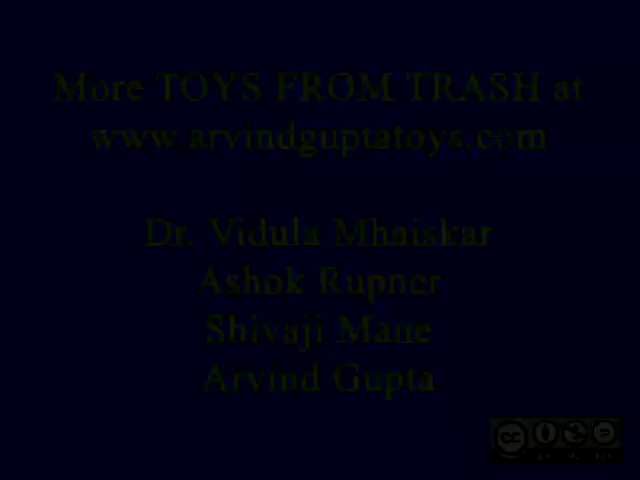 More TOYS FROM TRASH at
www.arvindguptatoys.com
Dr. Vidula Mhaiskar
Ashok Rupner
Shivaji Mane
Arvind Gupta